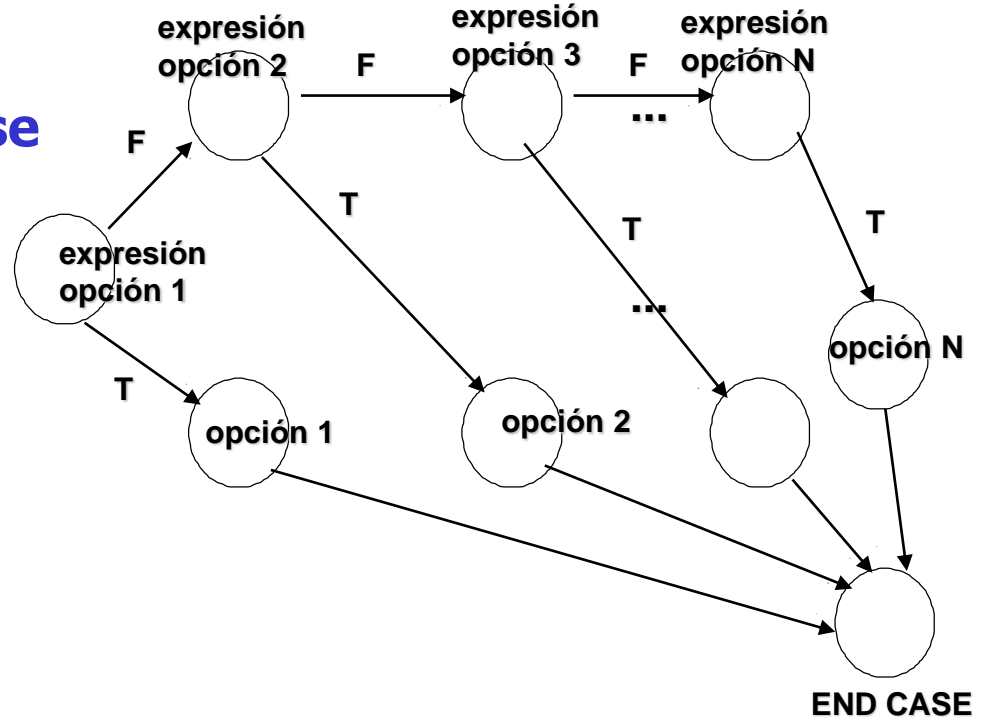 expresión
opción 2
F
expresión
opción 3
F
...
expresión
opción N
se
F
T
T
T
expresión
opción 1
...
opción N
T
opción 1
opción 2
END CASE